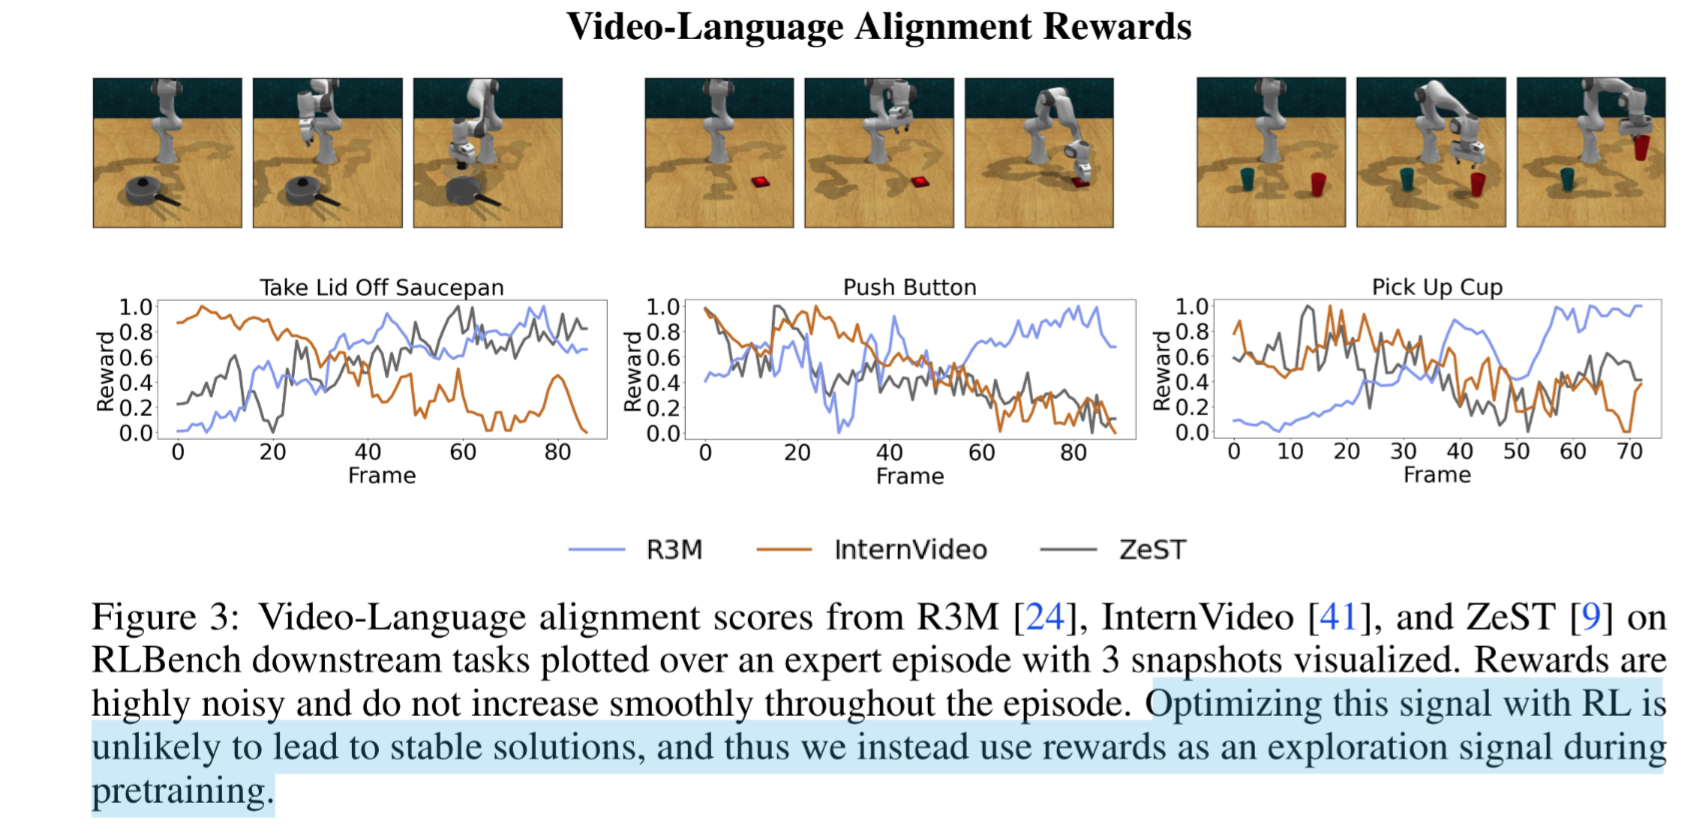 Video-Language Alignment Rewards
Take Lid Off Saucepan
1.0
0.8
0.6
0.4
0.2
0.0
Reward
0 20 40 60 80
Frame
Push Button
1.0
0.8
0.6
0.4
0.2
0.0
Reward
0 20 40 60 80
Frame
Pick Up Cup
1.0
0.8
0.6
0.4
0.2
0.0
Reward
0 10 20 30 40 50 60 70
Frame
R3M InternVideo ZeST
Figure 3: Video-Language alignment scores from R3M [24], InternVideo [41], and ZeST [9] on
RLBench downstream tasks plotted over an expert episode with 3 snapshots visualized. Rewards are
highly noisy and do not increase smoothly throughout the episode. Optimizing this signal with RL is
unlikely to lead to stable solutions, and thus we instead use rewards as an exploration signal during
pretraining.